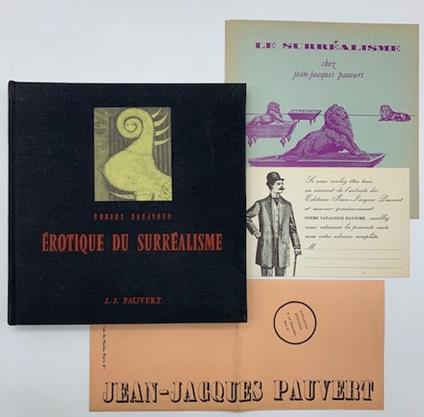 ROBERT BENAYOUN
ÉROTIQUE DU SURRÉALISME
J.-J. PAUVERT
LE SURRÉALISME
chez
jean-jacques pauvert
Si vous voulez être tenu
au courant de l'activité des
Editions Jean-Jacques Pauvert
et recevoir gracieusement
NOTRE CATALOGUE ILLUSTRÉ, veuillez
nous retourner la présente carte
avec votre adresse complète
M
JEAN-JACQUES PAUVERT